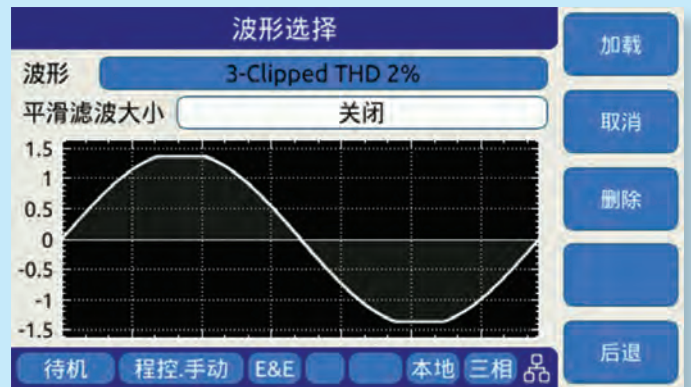 波形选择
波形
3-Clipped THD 2%
平滑滤波大小
关闭
1.5
1
0.5
0
-0.5
-1
-1.5
待机
程控.手动
E&E
本地
三相
加载
取消
删除
后退